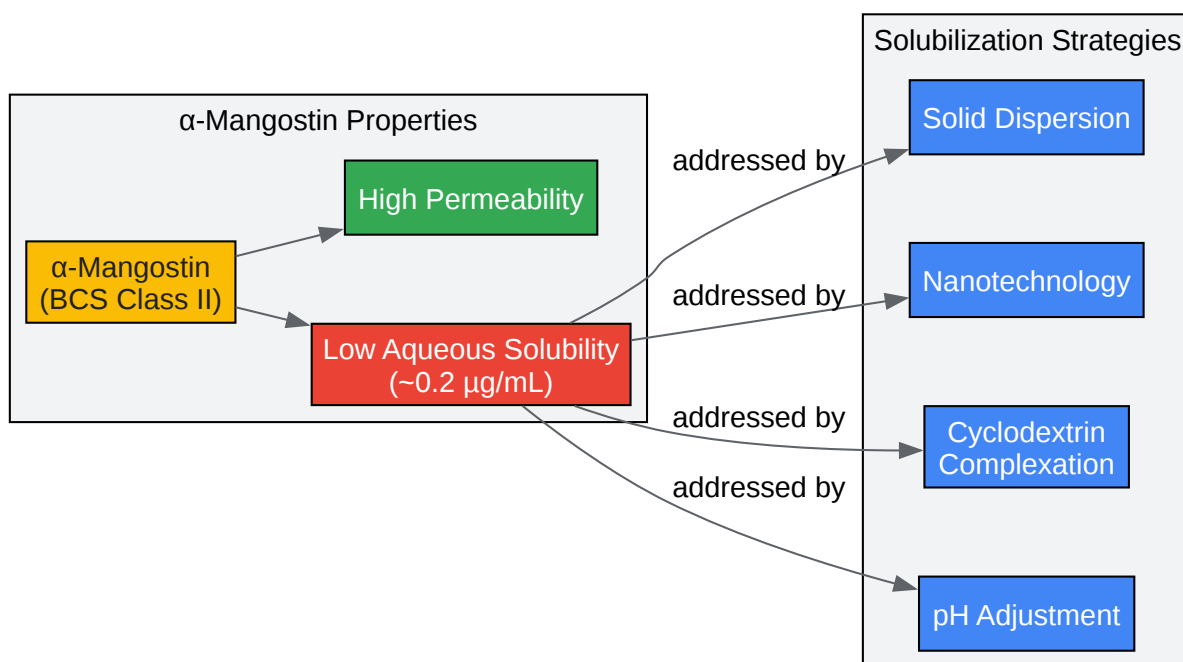 Solubilization Strategies
α-Mangostin Properties
α-Mangostin
(BCS Class II)
High Permeability
Low Aqueous Solubility
(~0.2 µg/mL)
addressed by
addressed by
addressed by
addressed by
Solid Dispersion
Nanotechnology
Cyclodextrin
Complexation
pH Adjustment